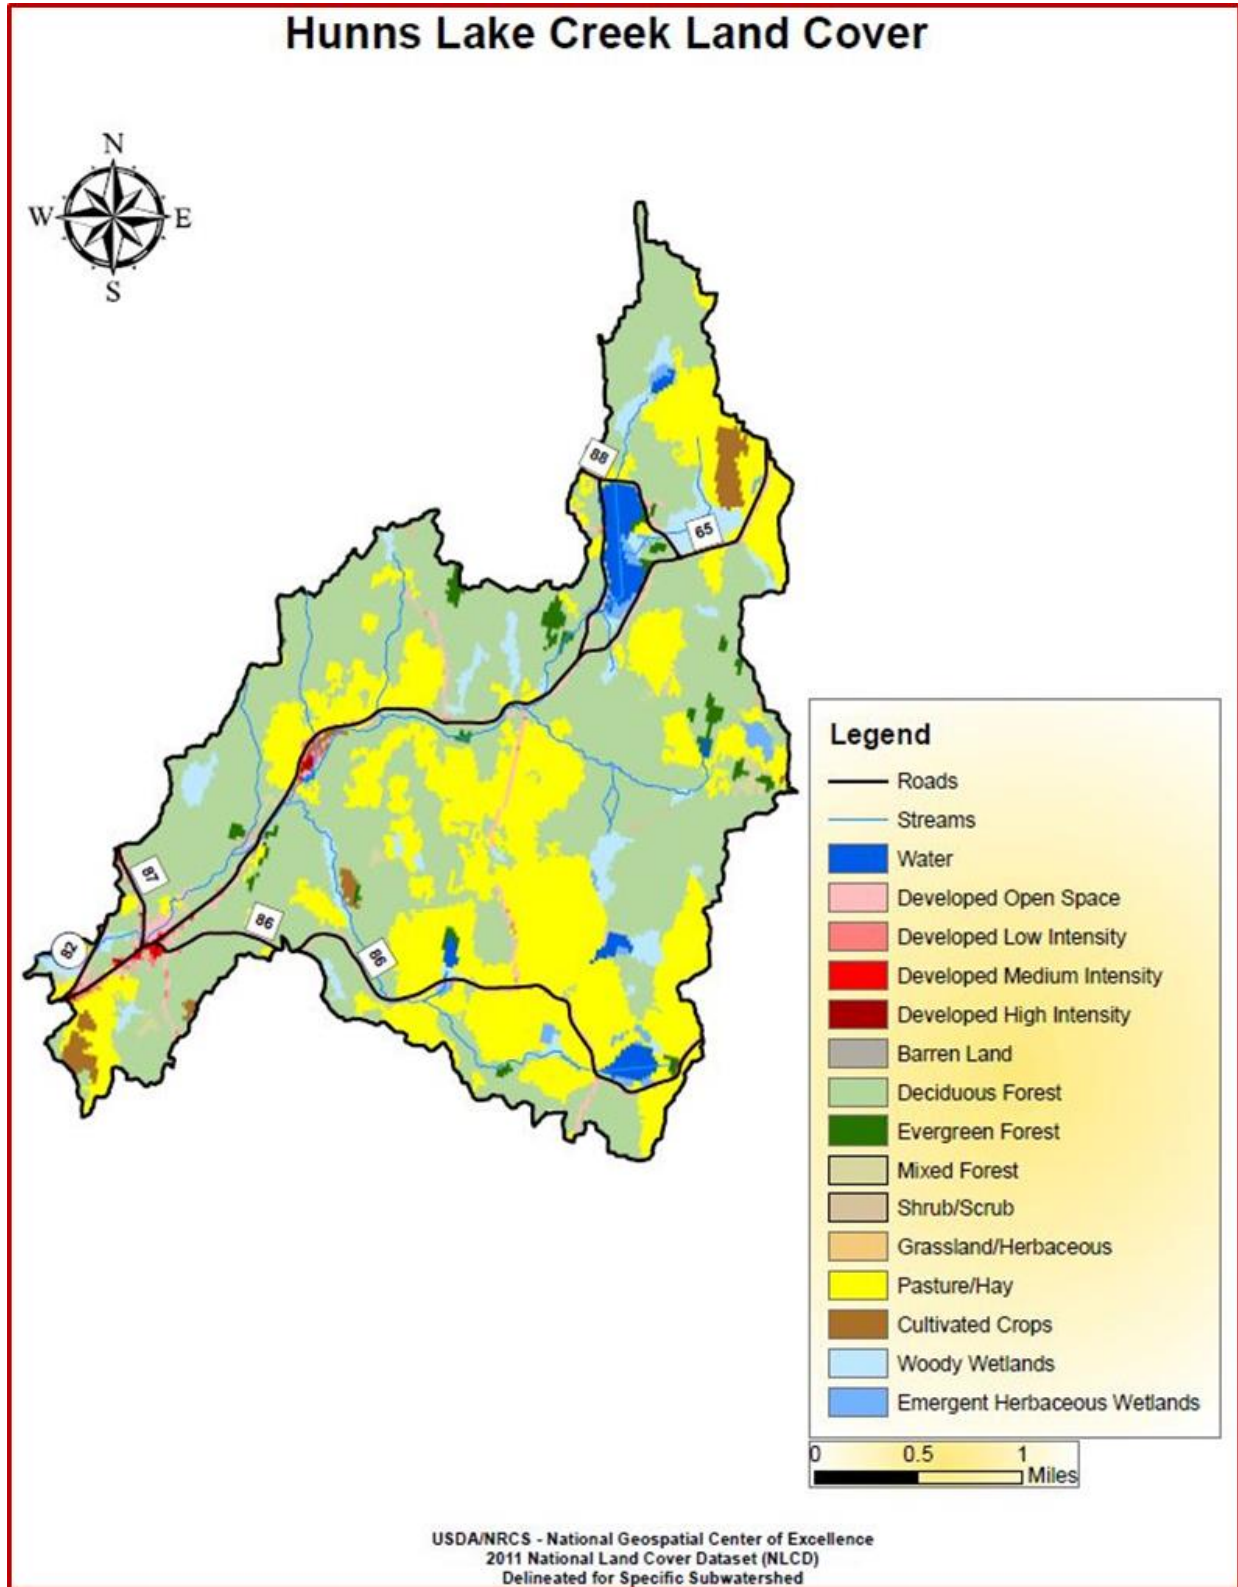 Hunns Lake Creek Land Cover
N
W
E
S
88
65
87
86
82
86
Legend
Roads
Streams
Water
Developed Open Space
Developed Low Intensity
Developed Medium Intensity
Developed High Intensity
Barren Land
Deciduous Forest
Evergreen Forest
Mixed Forest
Shrub/Scrub
Grassland/Herbaceous
Pasture/Hay
Cultivated Crops
Woody Wetlands
Emergent Herbaceous Wetlands
0 0.5 1
Miles
USDA/NRCS - National Geospatial Center of Excellence
2011 National Land Cover Dataset (NLCD)
Delineated for Specific Subwatershed